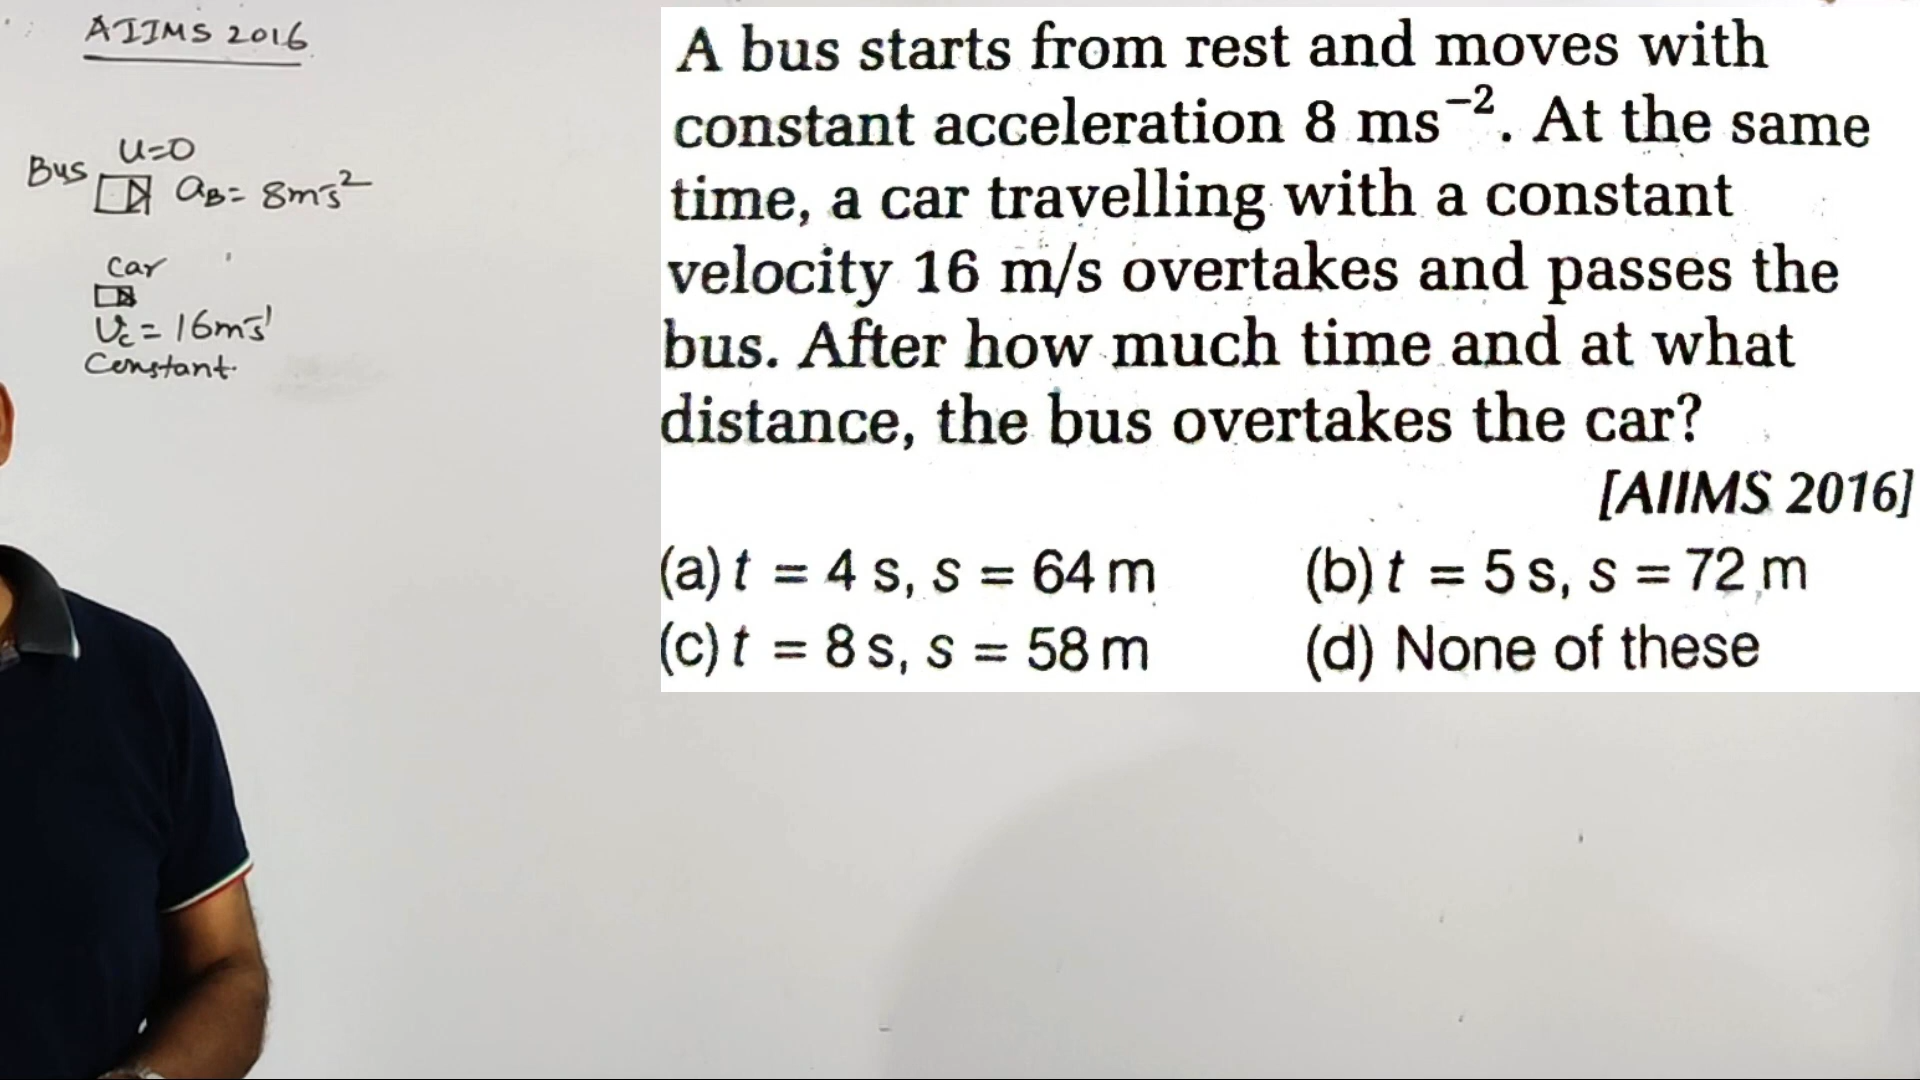 AIIMS 2016
Bus u=0
a_B = 8ms⁻²
Car
v_c = 16ms⁻¹
Constant.
A bus starts from rest and moves with
constant acceleration 8 ms⁻². At the same
time, a car travelling with a constant
velocity 16 m/s overtakes and passes the
bus. After how much time and at what
distance, the bus overtakes the car?
[AIIMS 2016]
(a) t = 4 s, s = 64 m (b) t = 5 s, s = 72 m
(c) t = 8 s, s = 58 m (d) None of these